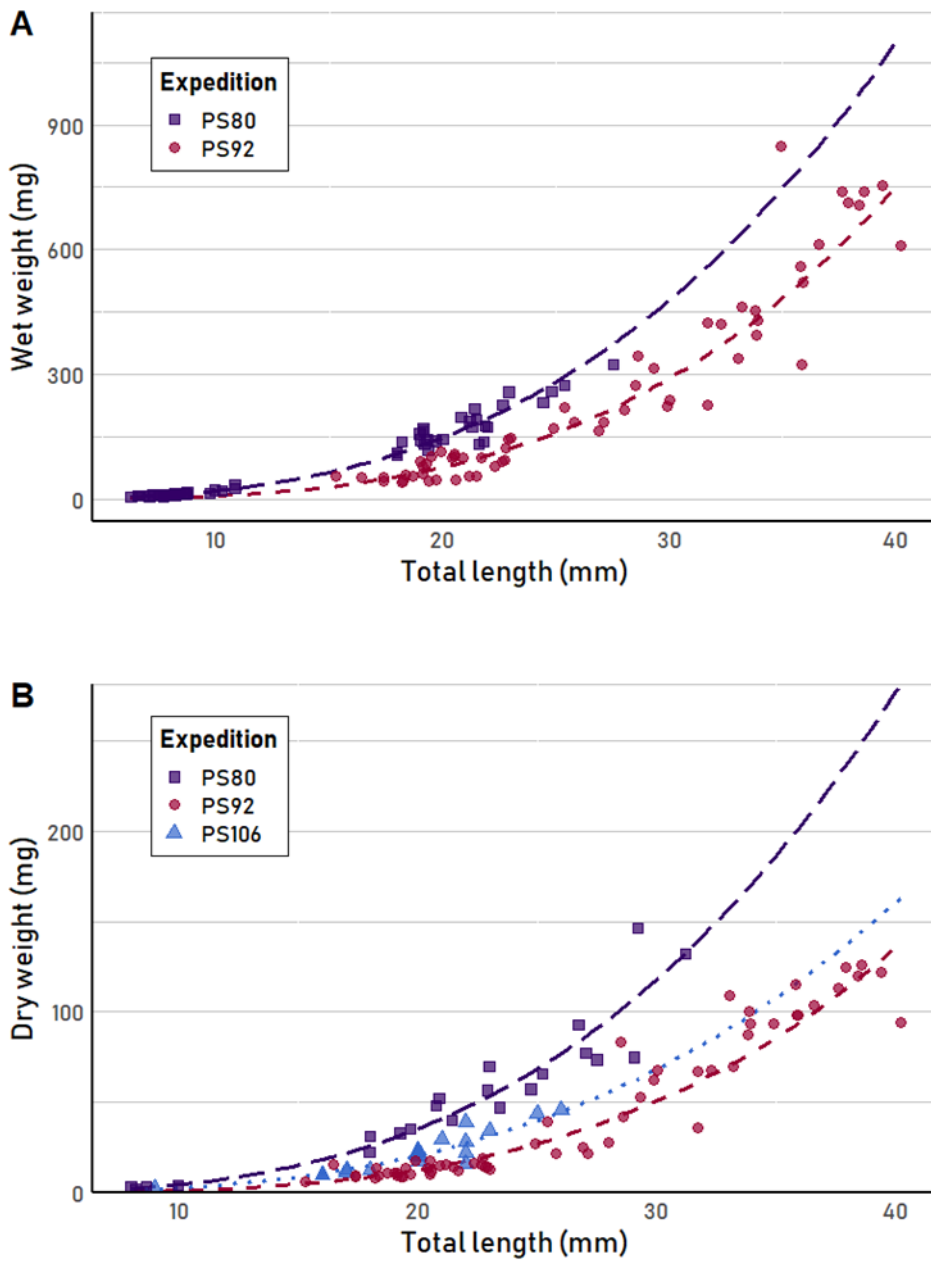 A
Expedition
PS80
PS92
Wet weight (mg)
900
600
300
0
10 20 30 40
Total length (mm)
B
Expedition
PS80
PS92
PS106
Dry weight (mg)
200
100
0
10 20 30 40
Total length (mm)